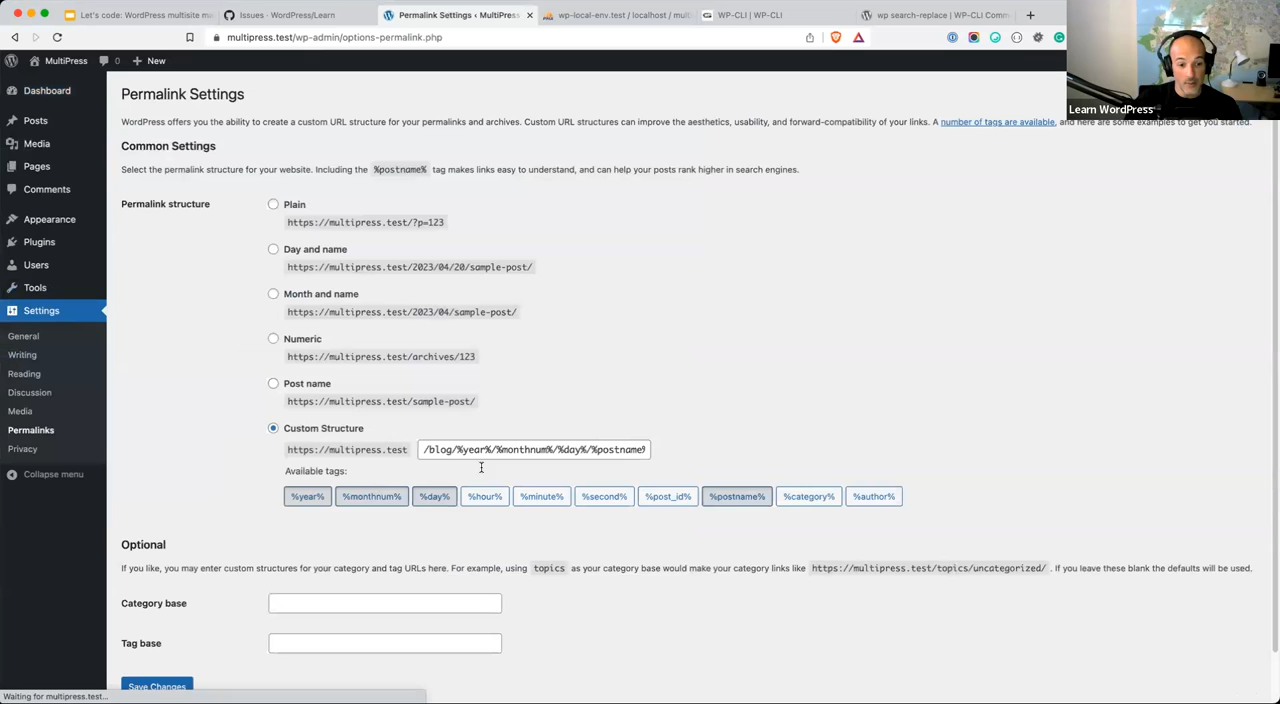 Let's code: WordPress multisite mi
Issues · WordPress/Learn
Permalink Settings ‹ MultiPress
wp-local-env.test / localhost / mult
WP-CLI | WP-CLI
wp search-replace | WP-CLI Comm
multipress.test/wp-admin/options-permalink.php
MultiPress
0
New
Learn WordPress
Dashboard
Posts
Media
Pages
Comments
Appearance
Plugins
Users
Tools
Settings
General
Writing
Reading
Discussion
Media
Permalinks
Privacy
Collapse menu
Permalink Settings
WordPress offers you the ability to create a custom URL structure for your permalinks and archives. Custom URL structures can improve the aesthetics, usability, and forward-compatibility of your links. A number of tags are available, and here are some examples to get you started.
Common Settings
Select the permalink structure for your website. Including the %postname% tag makes links easy to understand, and can help your posts rank higher in search engines.
Permalink structure
Plain
https://multipress.test/?p=123
Day and name
https://multipress.test/2023/04/20/sample-post/
Month and name
https://multipress.test/2023/04/sample-post/
Numeric
https://multipress.test/archives/123
Post name
https://multipress.test/sample-post/
Custom Structure
https://multipress.test /blog/%year%/%monthnum%/%day%/%postname%
Available tags:
%year% %monthnum% %day% %hour% %minute% %second% %post_id% %postname% %category% %author%
Optional
If you like, you may enter custom structures for your category and tag URLs here. For example, using topics as your category base would make your category links like https://multipress.test/topics/uncategorized/ . If you leave these blank the defaults will be used.
Category base
Tag base
Save Changes
Waiting for multipress.test...